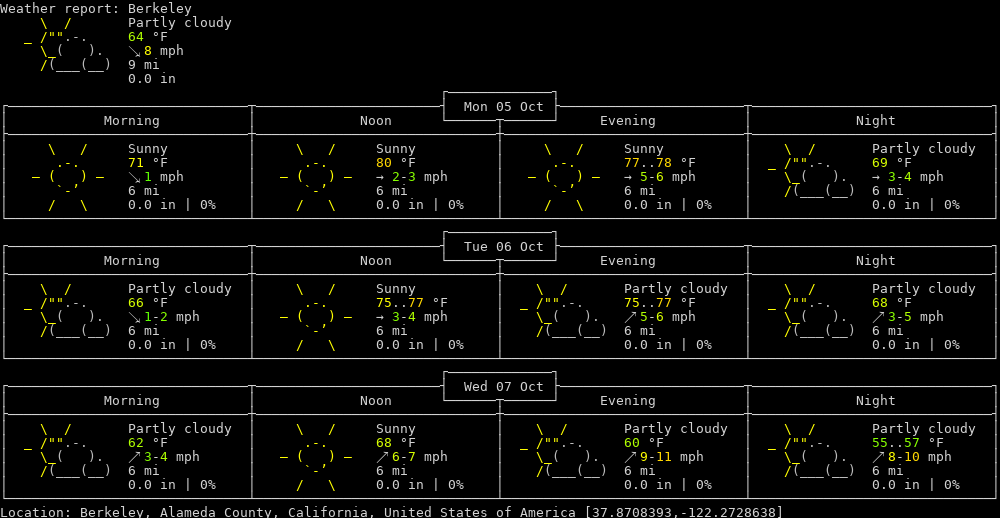 Weather report: Berkeley
Partly cloudy
64 °F
↘ 8 mph
9 mi
0.0 in
Mon 05 Oct
Morning Noon Evening Night
Sunny Sunny Sunny Partly cloudy
71 °F 80 °F 77..78 °F 69 °F
↘ 1 mph → 2-3 mph → 5-6 mph → 3-4 mph
6 mi 6 mi 6 mi 6 mi
0.0 in | 0% 0.0 in | 0% 0.0 in | 0% 0.0 in | 0%
Tue 06 Oct
Morning Noon Evening Night
Partly cloudy Sunny Partly cloudy Partly cloudy
66 °F 75..77 °F 75..77 °F 68 °F
↘ 1-2 mph → 3-4 mph ↗ 5-6 mph ↗ 3-5 mph
6 mi 6 mi 6 mi 6 mi
0.0 in | 0% 0.0 in | 0% 0.0 in | 0% 0.0 in | 0%
Wed 07 Oct
Morning Noon Evening Night
Partly cloudy Sunny Partly cloudy Partly cloudy
62 °F 68 °F 60 °F 55..57 °F
↗ 3-4 mph ↗ 6-7 mph ↗ 9-11 mph ↗ 8-10 mph
6 mi 6 mi 6 mi 6 mi
0.0 in | 0% 0.0 in | 0% 0.0 in | 0% 0.0 in | 0%
Location: Berkeley, Alameda County, California, United States of America [37.8708393,-122.2728638]